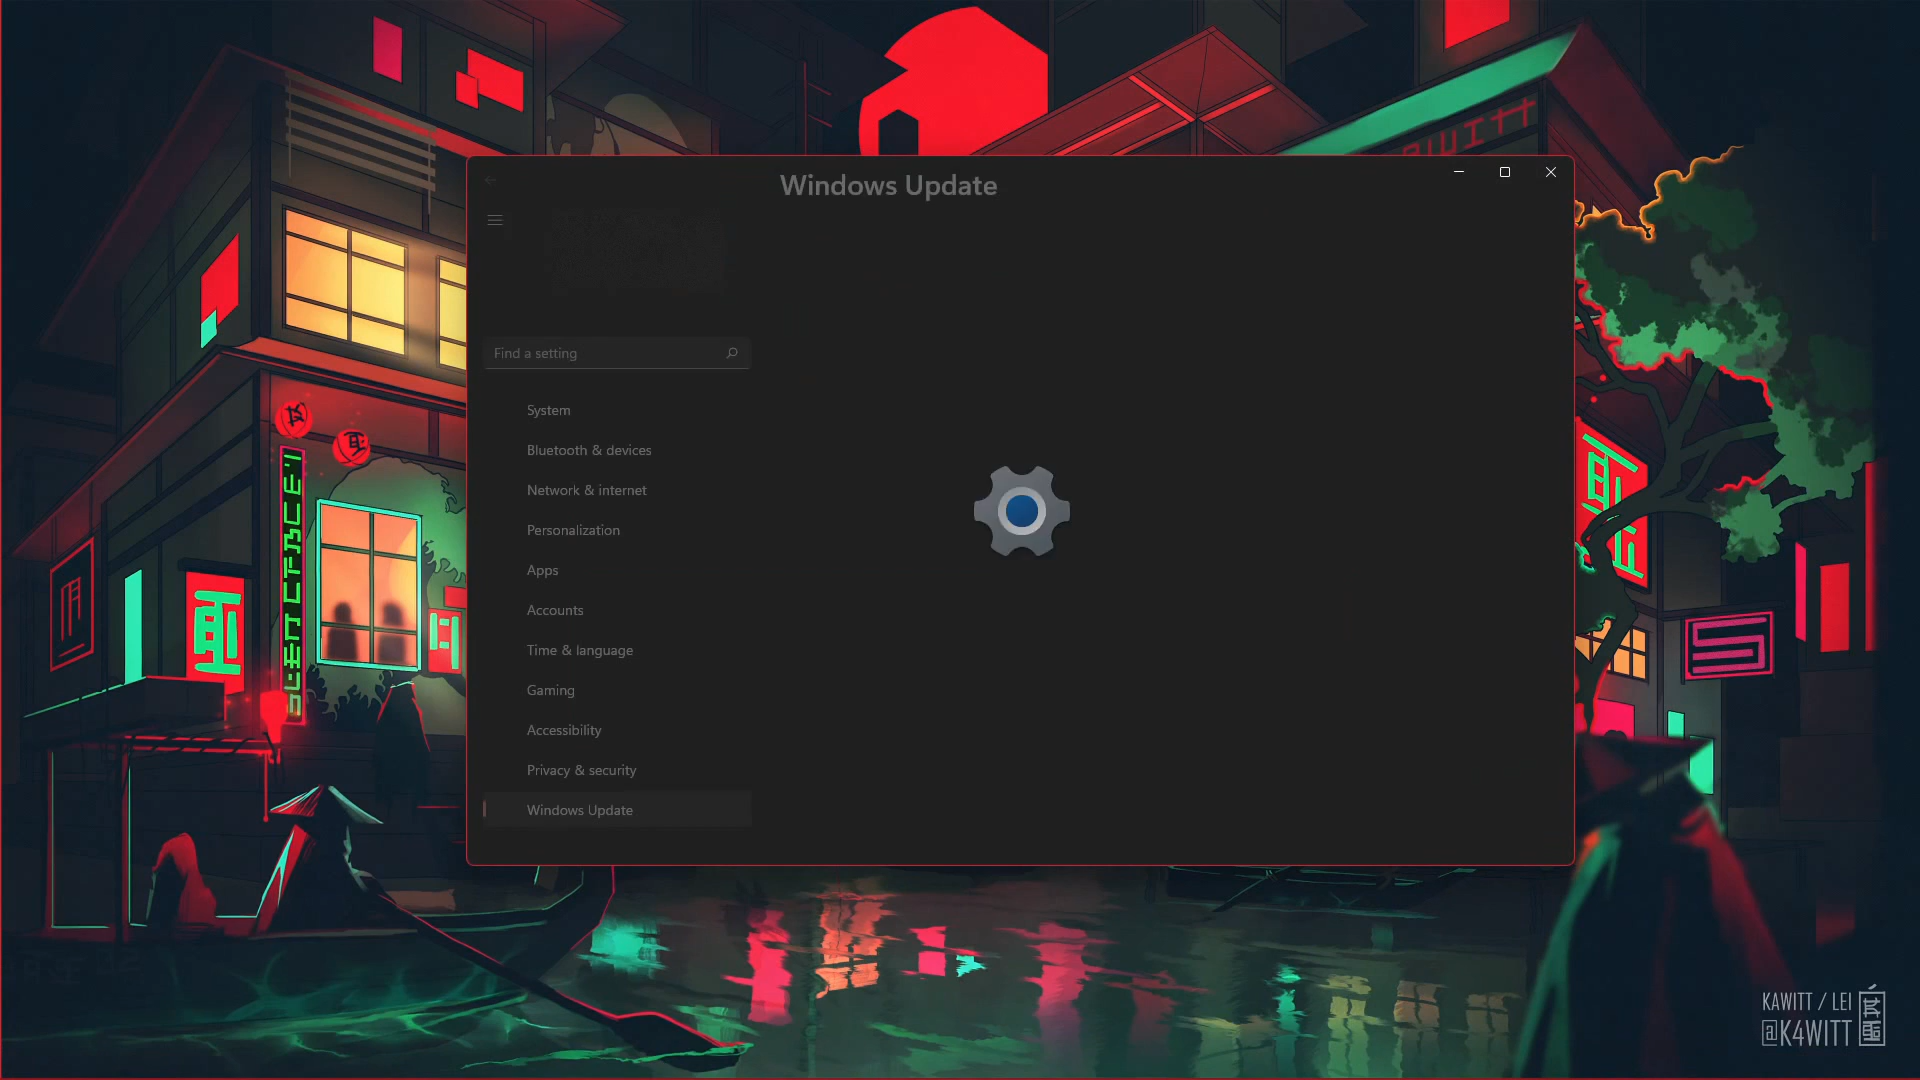 Windows Update
Find a setting
System
Bluetooth & devices
Network & internet
Personalization
Apps
Accounts
Time & language
Gaming
Accessibility
Privacy & security
Windows Update
KAWITT / LEI
@K4WITT